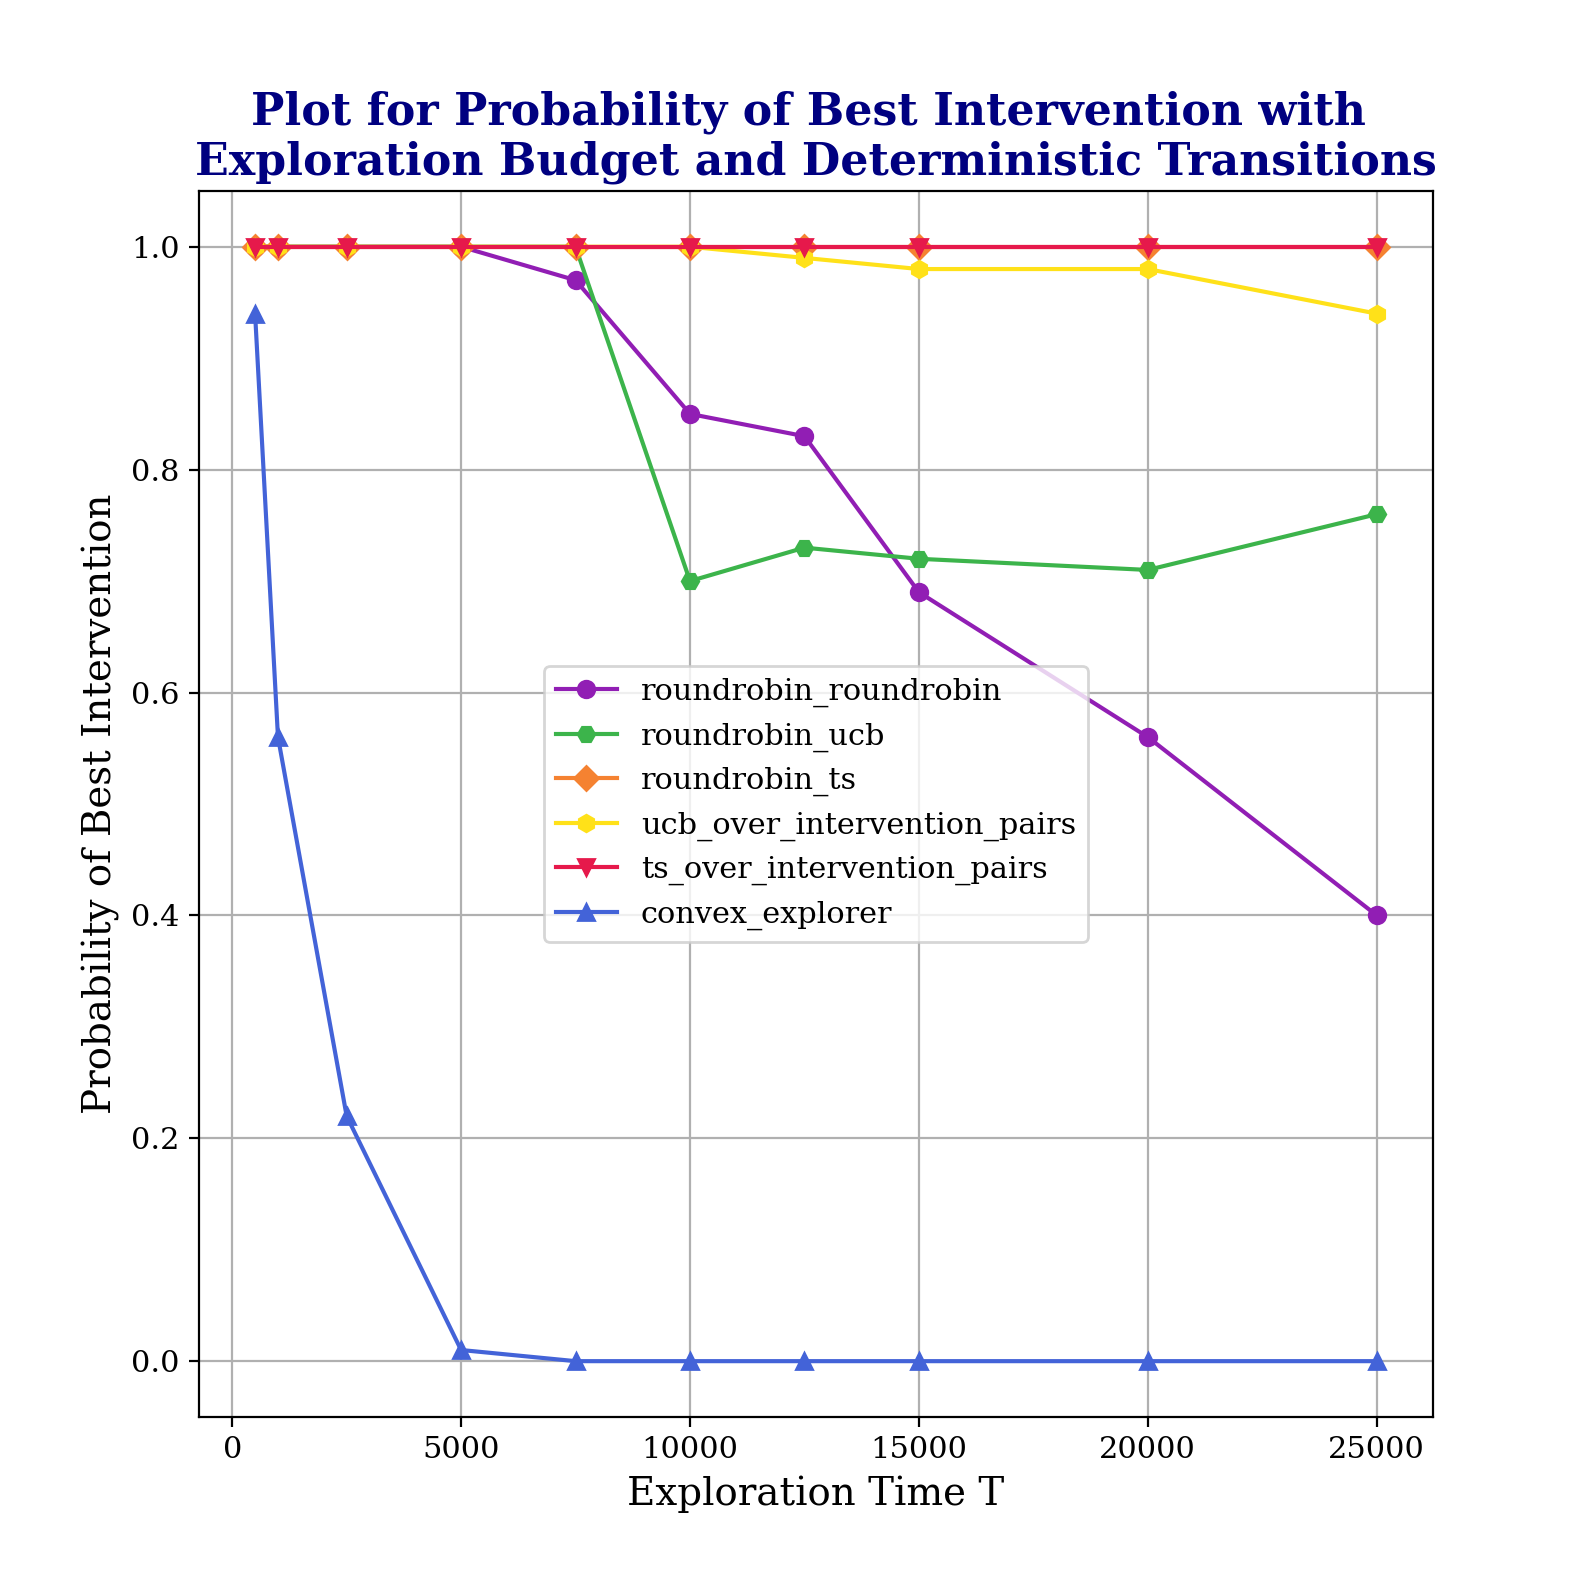 Plot for Probability of Best Intervention with
Exploration Budget and Deterministic Transitions
Probability of Best Intervention
1.0
0.8
0.6
0.4
0.2
0.0
roundrobin_roundrobin
roundrobin_ucb
roundrobin_ts
ucb_over_intervention_pairs
ts_over_intervention_pairs
convex_explorer
0 5000 10000 15000 20000 25000
Exploration Time T